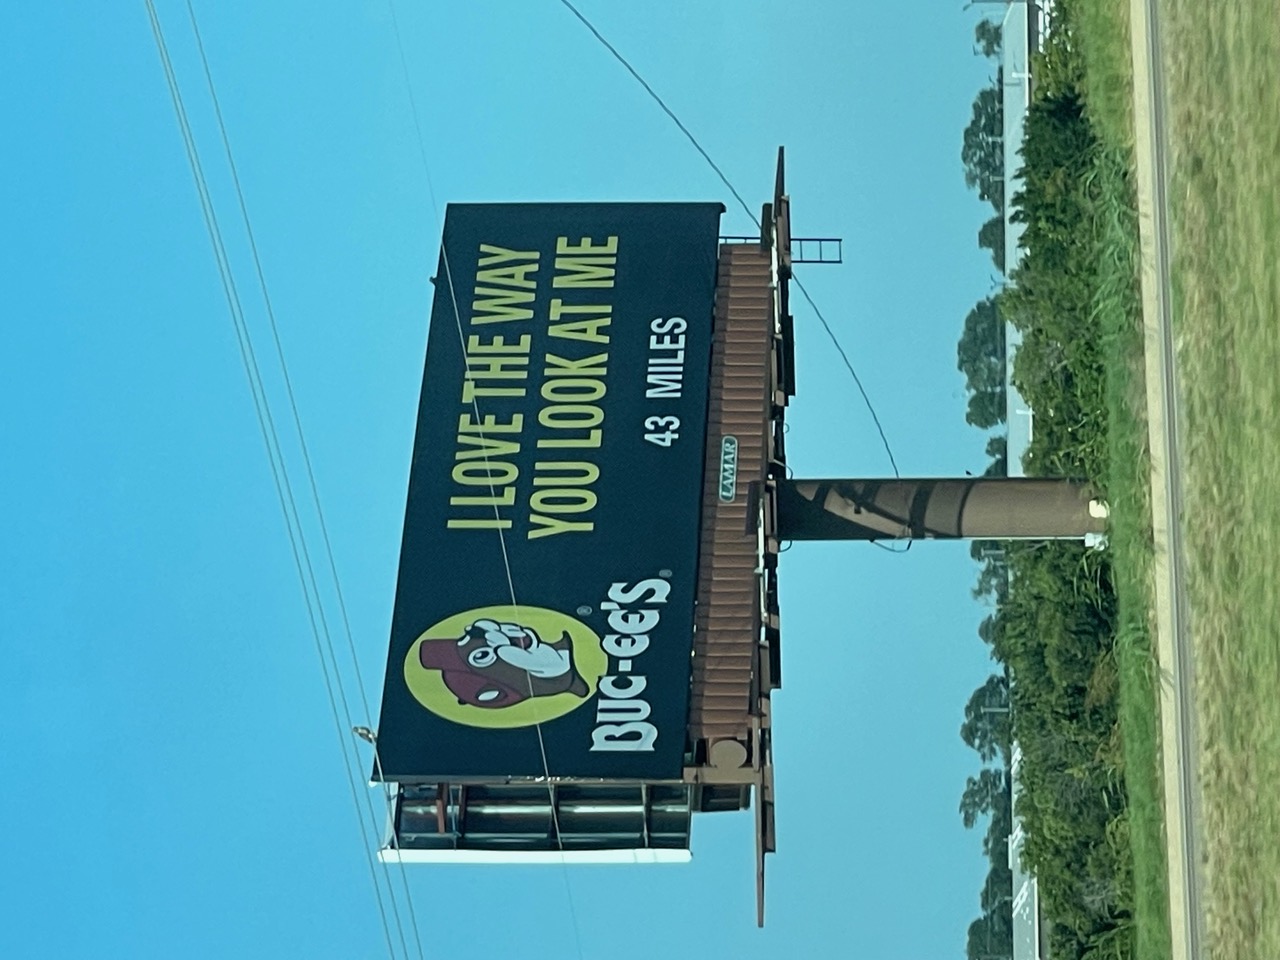 BUC-ee's®
I LOVE THE WAY
YOU LOOK AT ME
43 MILES
LAMAR